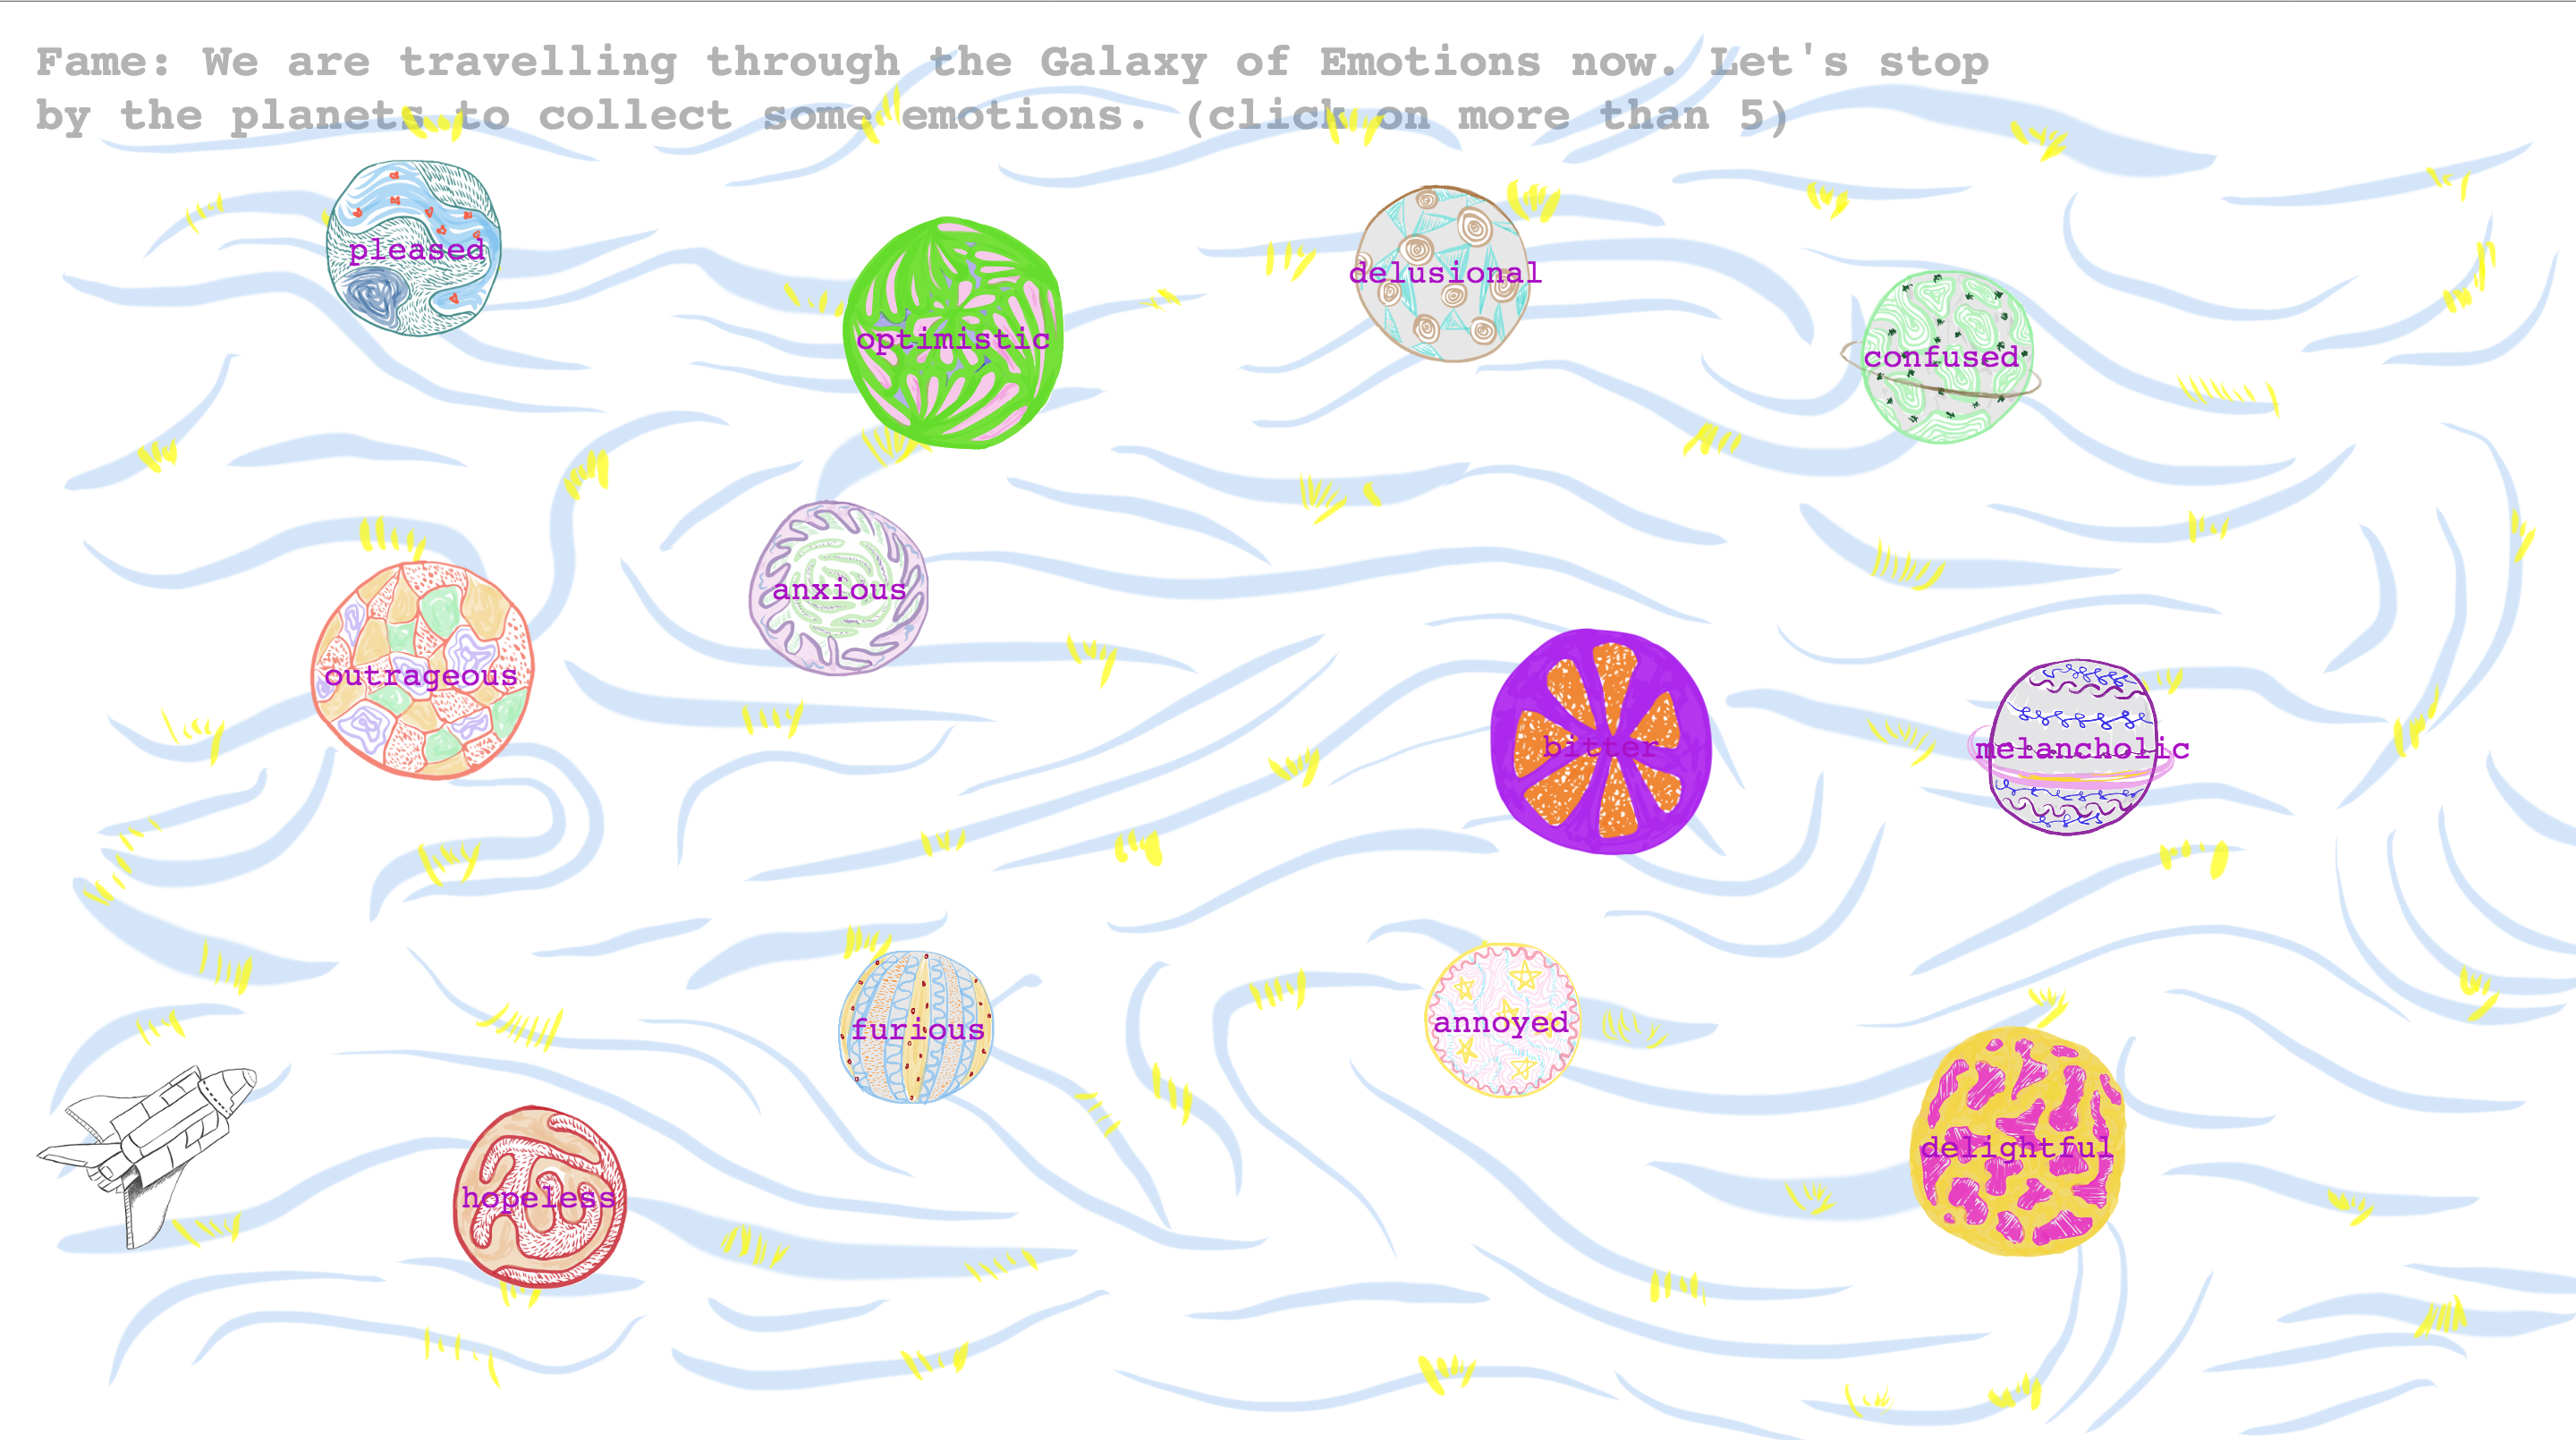 Fame: We are travelling through the Galaxy of Emotions now. Let's stop
by the planets to collect some emotions. (click on more than 5)
pleased
optimistic
delusional
confused
anxious
outrageous
bitter
melancholic
furious
annoyed
delightful
hopeless